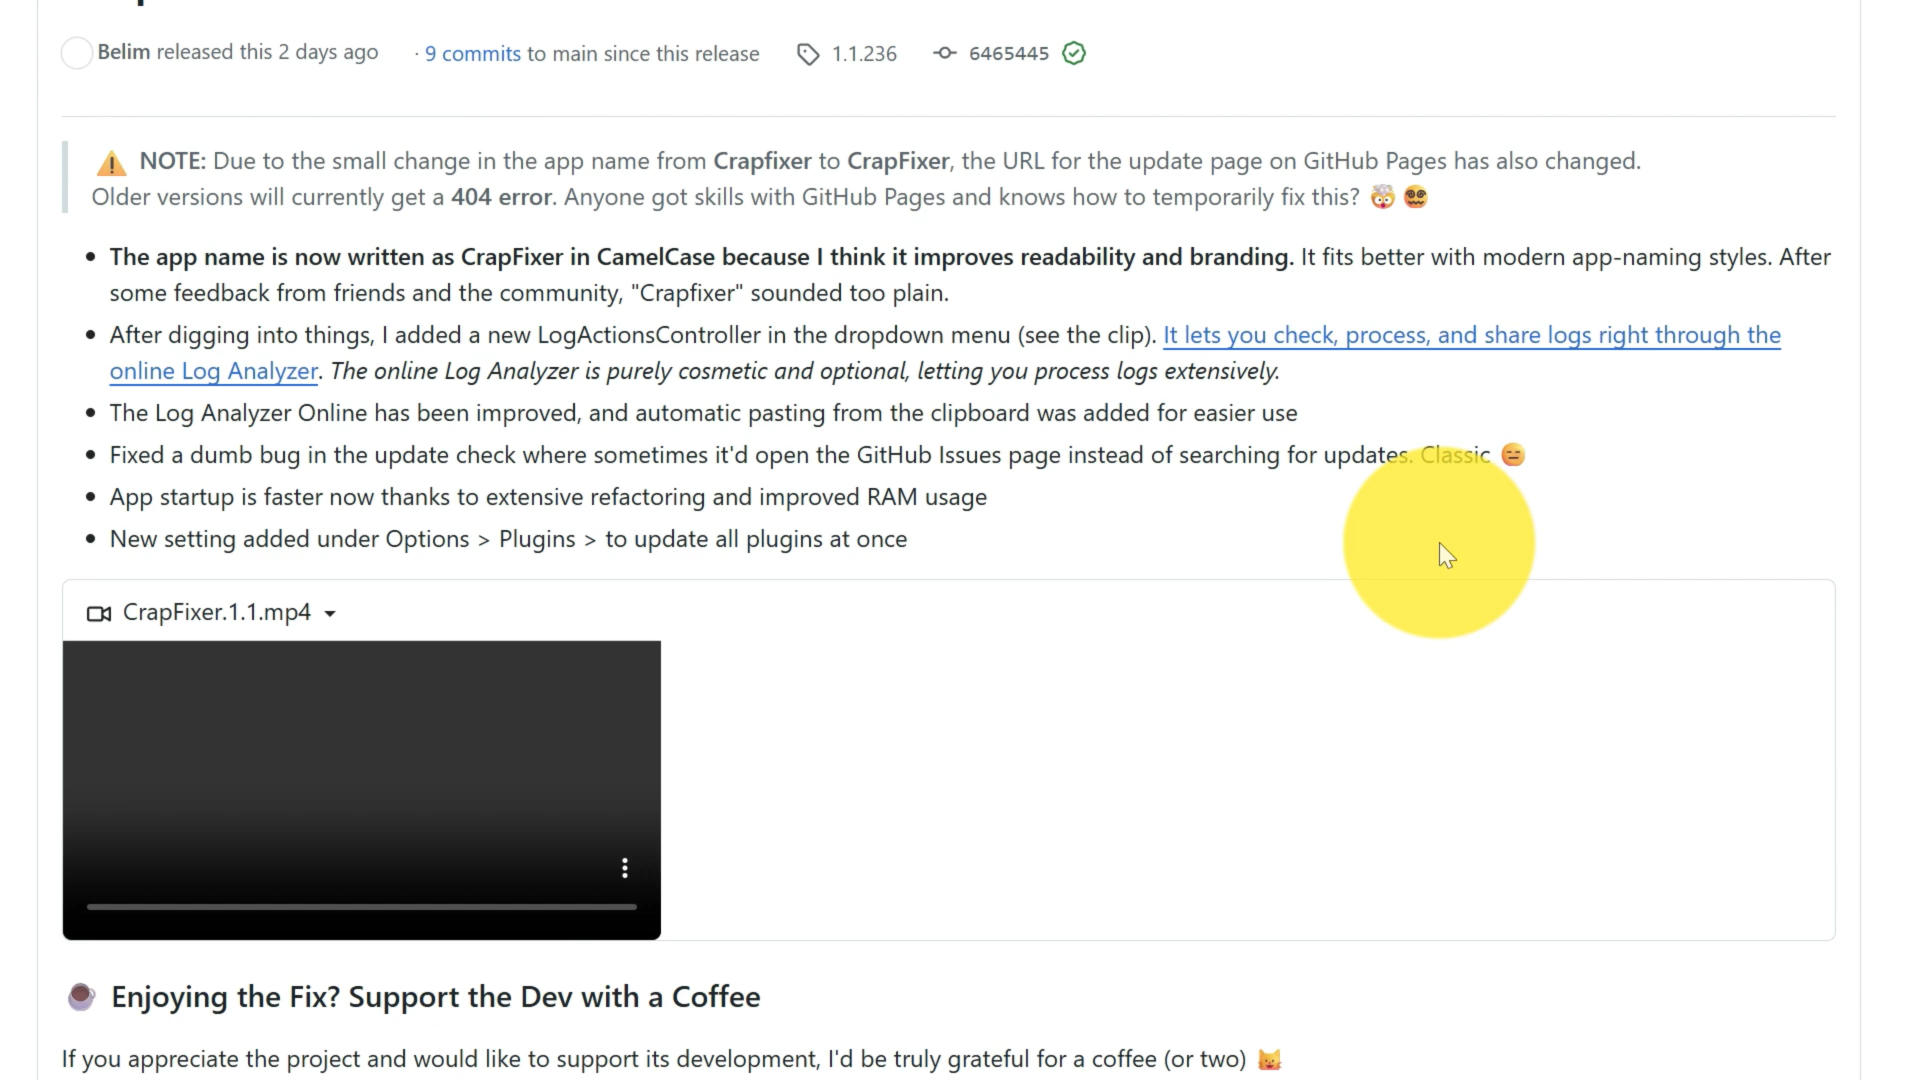 Belim released this 2 days ago · 9 commits to main since this release 1.1.236 6465445
⚠️ NOTE: Due to the small change in the app name from Crapfixer to CrapFixer, the URL for the update page on GitHub Pages has also changed.
Older versions will currently get a 404 error. Anyone got skills with GitHub Pages and knows how to temporarily fix this? 🤯 😵‍💫
• The app name is now written as CrapFixer in CamelCase because I think it improves readability and branding. It fits better with modern app-naming styles. After
some feedback from friends and the community, "Crapfixer" sounded too plain.
• After digging into things, I added a new LogActionsController in the dropdown menu (see the clip). It lets you check, process, and share logs right through the
online Log Analyzer. The online Log Analyzer is purely cosmetic and optional, letting you process logs extensively.
• The Log Analyzer Online has been improved, and automatic pasting from the clipboard was added for easier use
• Fixed a dumb bug in the update check where sometimes it'd open the GitHub Issues page instead of searching for updates. Classic 😑
• App startup is faster now thanks to extensive refactoring and improved RAM usage
• New setting added under Options > Plugins > to update all plugins at once
CrapFixer.1.1.mp4
Enjoying the Fix? Support the Dev with a Coffee
If you appreciate the project and would like to support its development, I'd be truly grateful for a coffee (or two) 😺